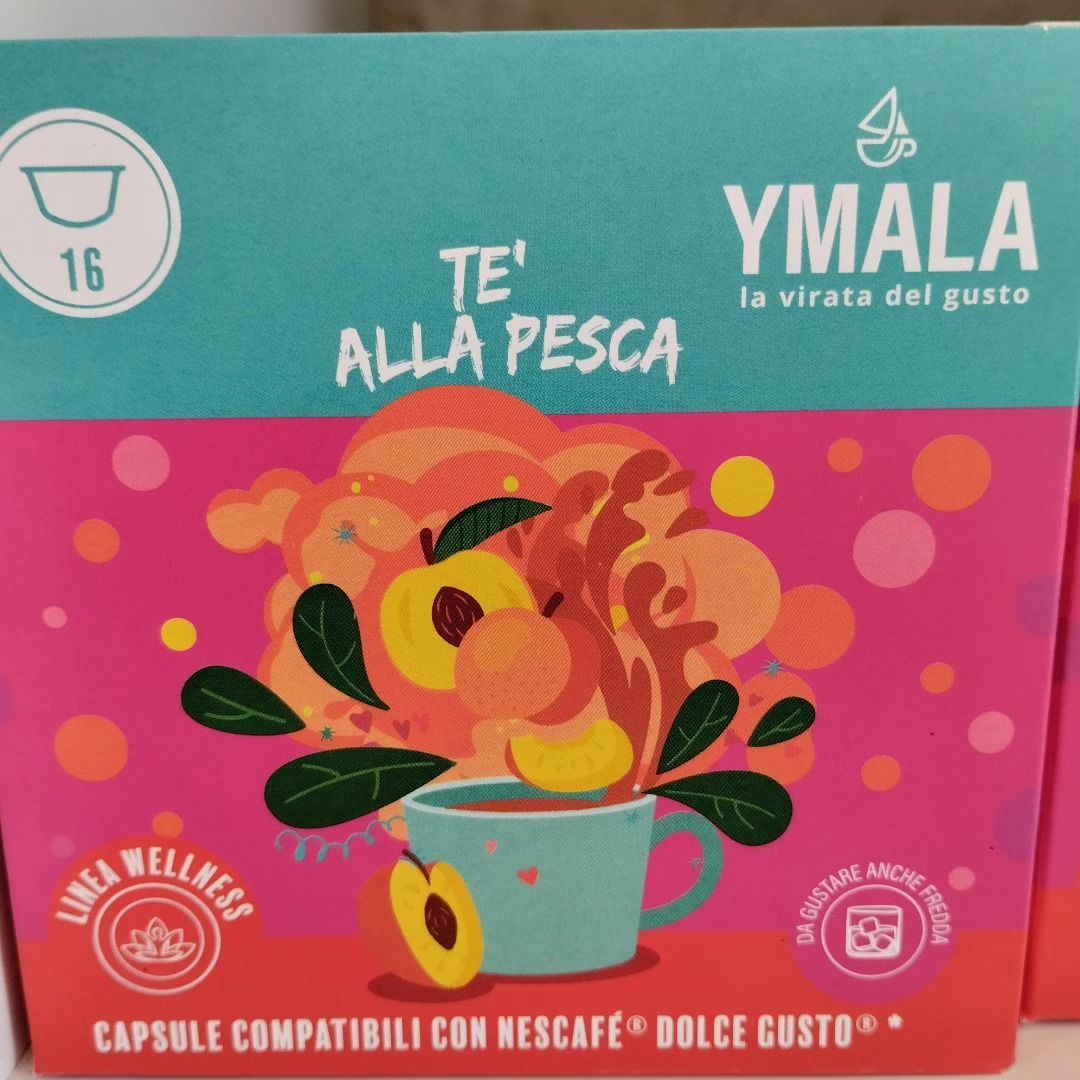 16
YMALA
la virata del gusto
TE'
ALLA PESCA
LINEA WELLNESS
DA GUSTARE ANCHE FREDDA
CAPSULE COMPATIBILI CON NESCAFÉ® DOLCE GUSTO® *